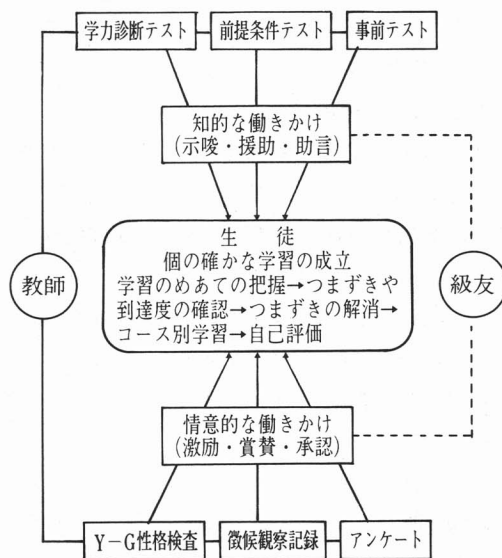 学力診断テスト 前提条件テスト 事前テスト
知的な働きかけ
(示唆・援助・助言)
生 徒
個の確かな学習の成立
学習のめあての把握→つまずきや
到達度の確認→つまずきの解消→
コース別学習→自己評価
教師
級友
情意的な働きかけ
(激励・賞賛・承認)
Y-G性格検査 徴候観察記録 アンケート